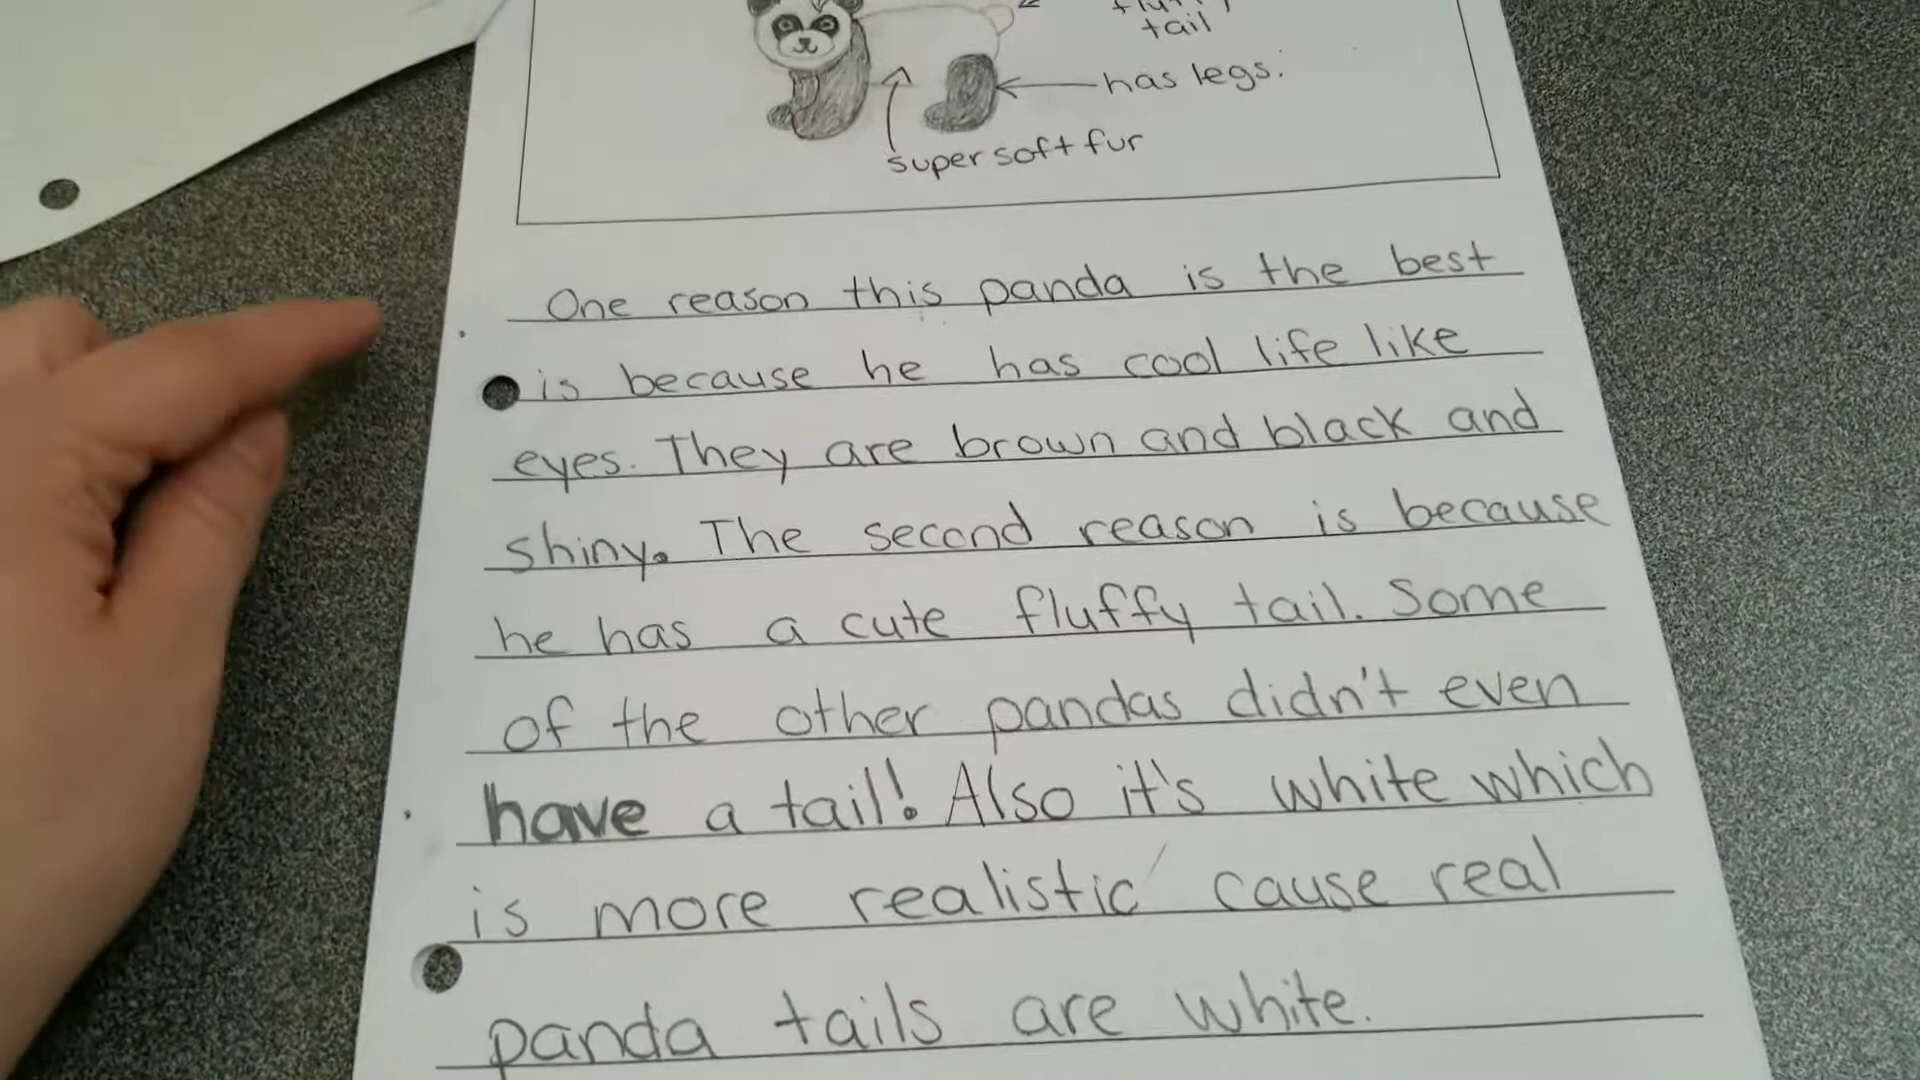 tail
has legs.
super soft fur
One reason this panda is the best
is because he has cool life like
eyes. They are brown and black and
shiny. The second reason is because
he has a cute fluffy tail. Some
of the other pandas didn't even
have a tail! Also it's white which
is more realistic cause real
panda tails are white.